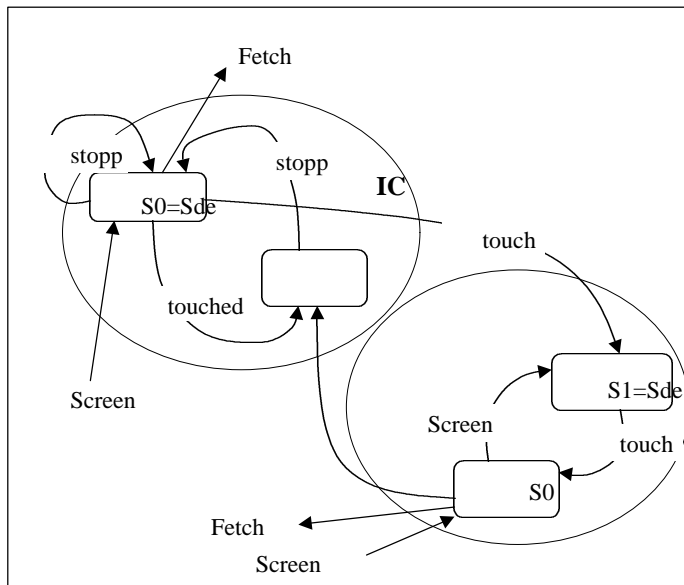 Fetch
stopp
stopp
IC
S0=Sde
touch
touched
S1=Sde
Screen
Screen
touch
S0
Fetch
Screen